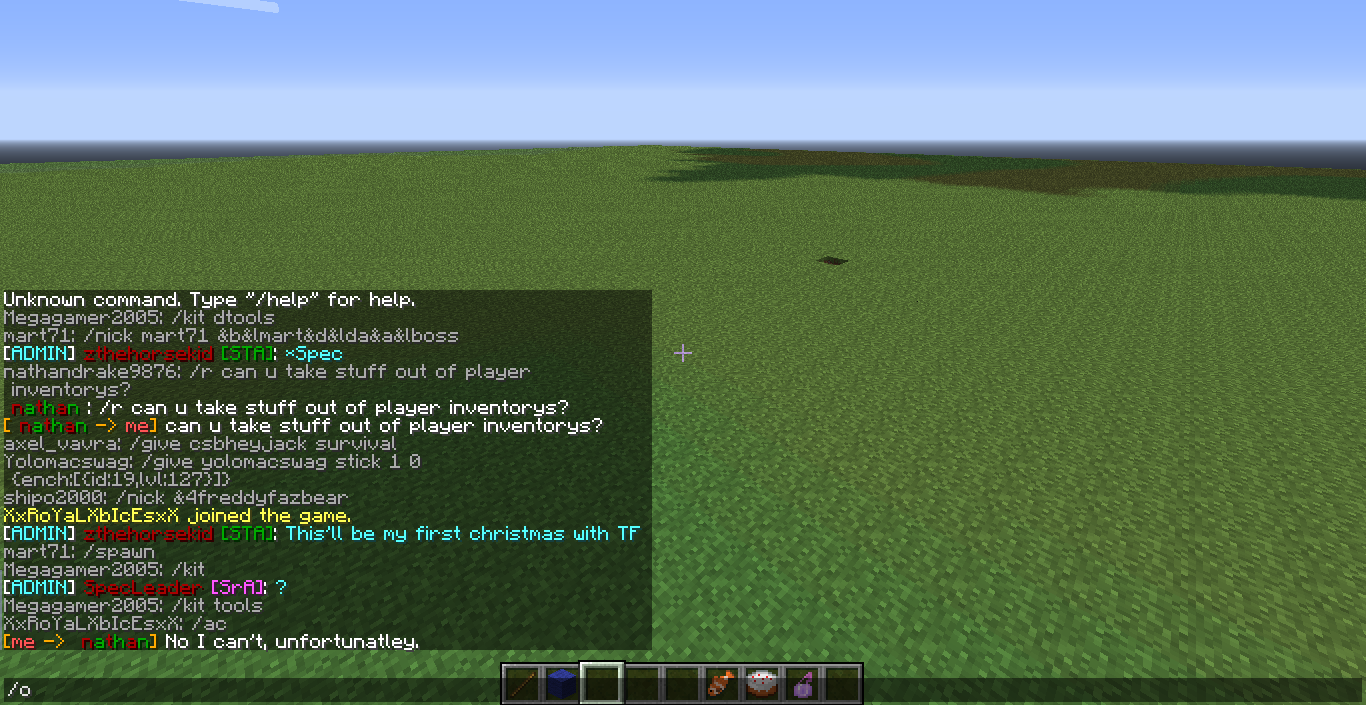 Unknown command. Type "/help" for help.
Megagamer2005: /kit dtools
mart71: /nick mart71 &b&lmart&d&lda&a&lboss
[ADMIN] zthehorsekid [STA]: *Spec
nathandrake9876: /r can u take stuff out of player
inventorys?
nathan : /r can u take stuff out of player inventorys?
[ nathan -> me] can u take stuff out of player inventorys?
axel_vavra: /give csbheyjack survival
Yolomacswag: /give yolomacswag stick 1 0
{ench:[{id:19,lvl:127}]}
shipo2000: /nick &4freddyfazbear
XxRoYaLXbIcEsxX joined the game.
[ADMIN] zthehorsekid [STA]: This'll be my first christmas with TF
mart71: /spawn
Megagamer2005: /kit
[ADMIN] SpecLeader [SrA]: ?
Megagamer2005: /kit tools
XxRoYaLXbIcEsxX: /ac
[me -> nathan] No I can't, unfortunatley.
/o